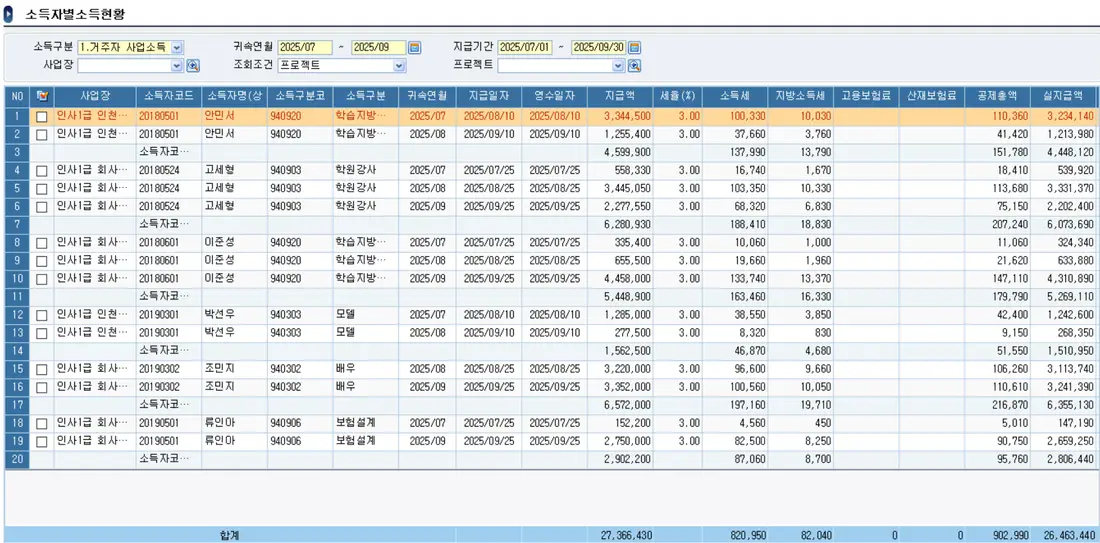 소득자별소득현황
소득구분 1.거주자 사업소득 귀속연월 2025/07 ~ 2025/09 지급기간 2025/07/01 ~ 2025/09/30
사업장 조회조건 프로젝트 프로젝트
NO 사업장 소득자코드 소득자명(상 소득구분코 소득구분 귀속연월 지급일자 영수일자 지급액 세율(%) 소득세 지방소득세 고용보험료 산재보험료 공제총액 실지급액
1 인사1급 인천… 20180501 안민서 940920 학습지방… 2025/07 2025/08/10 2025/08/10 3,344,500 3.00 100,330 10,030 110,360 3,234,140
2 인사1급 인천… 20180501 안민서 940920 학습지방… 2025/08 2025/09/10 2025/09/10 1,255,400 3.00 37,660 3,760 41,420 1,213,980
3 소득자코… 4,599,900 137,990 13,790 151,780 4,448,120
4 인사1급 회사… 20180524 고세형 940903 학원강사 2025/07 2025/07/25 2025/07/25 558,330 3.00 16,740 1,670 18,410 539,920
5 인사1급 회사… 20180524 고세형 940903 학원강사 2025/08 2025/08/25 2025/08/25 3,445,050 3.00 103,350 10,330 113,680 3,331,370
6 인사1급 회사… 20180524 고세형 940903 학원강사 2025/09 2025/09/25 2025/09/25 2,277,550 3.00 68,320 6,830 75,150 2,202,400
7 소득자코… 6,280,930 188,410 18,830 207,240 6,073,690
8 인사1급 회사… 20180601 이준성 940920 학습지방… 2025/07 2025/07/25 2025/07/25 335,400 3.00 10,060 1,000 11,060 324,340
9 인사1급 회사… 20180601 이준성 940920 학습지방… 2025/08 2025/08/25 2025/08/25 655,500 3.00 19,660 1,960 21,620 633,880
10 인사1급 회사… 20180601 이준성 940920 학습지방… 2025/09 2025/09/25 2025/09/25 4,458,000 3.00 133,740 13,370 147,110 4,310,890
11 소득자코… 5,448,900 163,460 16,330 179,790 5,269,110
12 인사1급 인천… 20190301 박선우 940303 모델 2025/07 2025/08/10 2025/08/10 1,285,000 3.00 38,550 3,850 42,400 1,242,600
13 인사1급 인천… 20190301 박선우 940303 모델 2025/08 2025/09/10 2025/09/10 277,500 3.00 8,320 830 9,150 268,350
14 소득자코… 1,562,500 46,870 4,680 51,550 1,510,950
15 인사1급 회사… 20190302 조민지 940302 배우 2025/08 2025/08/25 2025/08/25 3,220,000 3.00 96,600 9,660 106,260 3,113,740
16 인사1급 회사… 20190302 조민지 940302 배우 2025/09 2025/09/25 2025/09/25 3,352,000 3.00 100,560 10,050 110,610 3,241,390
17 소득자코… 6,572,000 197,160 19,710 216,870 6,355,130
18 인사1급 회사… 20190501 류인아 940906 보험설계 2025/07 2025/07/25 2025/07/25 152,200 3.00 4,560 450 5,010 147,190
19 인사1급 회사… 20190501 류인아 940906 보험설계 2025/09 2025/09/25 2025/09/25 2,750,000 3.00 82,500 8,250 90,750 2,659,250
20 소득자코… 2,902,200 87,060 8,700 95,760 2,806,440
합계 27,366,430 820,950 82,040 0 0 902,990 26,463,440